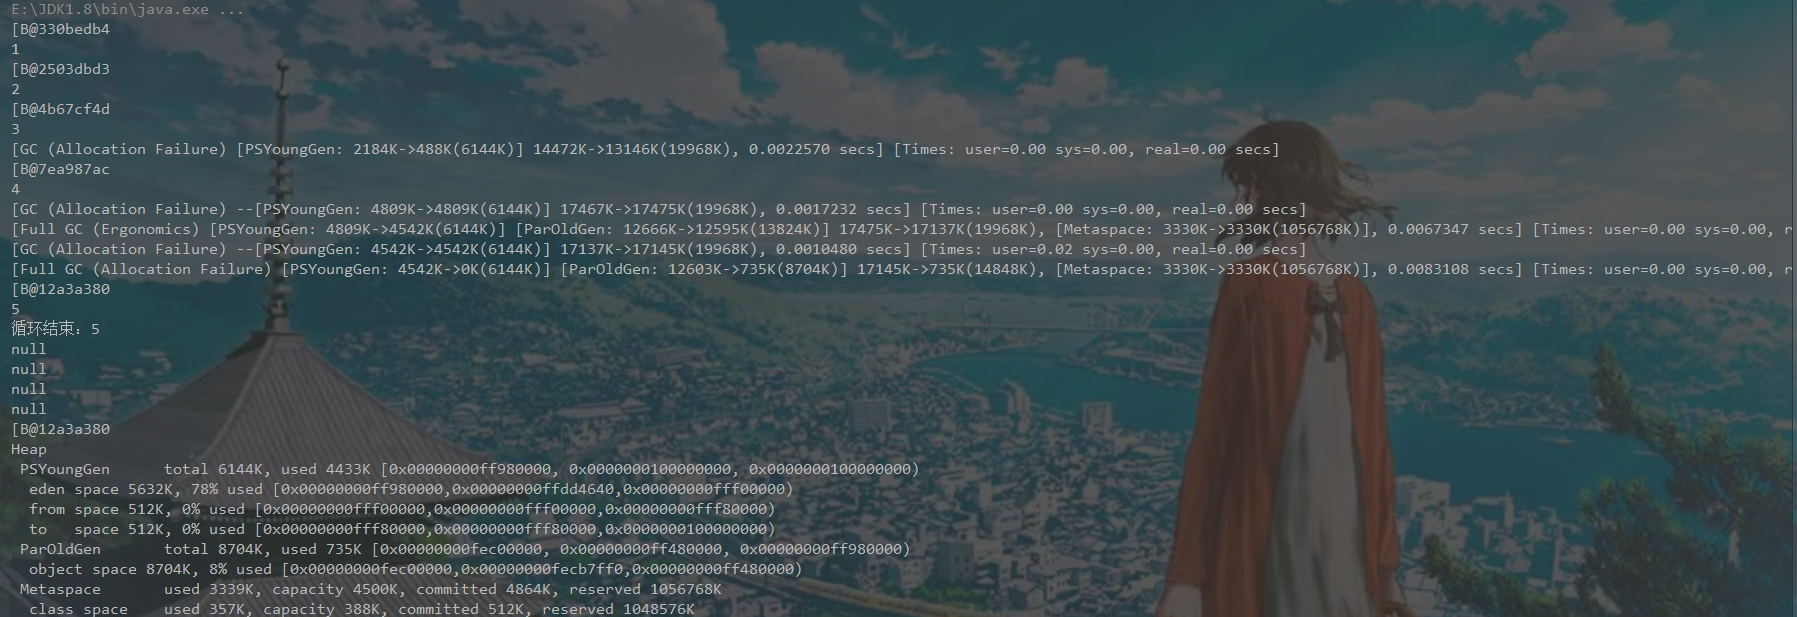 E:\JDK1.8\bin\java.exe ...
[B@330bedb4
1
[B@2503dbd3
2
[B@4b67cf4d
3
[GC (Allocation Failure) [PSYoungGen: 2184K->488K(6144K)] 14472K->13146K(19968K), 0.0022570 secs] [Times: user=0.00 sys=0.00, real=0.00 secs]
[B@7ea987ac
4
[GC (Allocation Failure) --[PSYoungGen: 4809K->4809K(6144K)] 17467K->17475K(19968K), 0.0017232 secs] [Times: user=0.00 sys=0.00, real=0.00 secs]
[Full GC (Ergonomics) [PSYoungGen: 4809K->4542K(6144K)] [ParOldGen: 12666K->12595K(13824K)] 17475K->17137K(19968K), [Metaspace: 3330K->3330K(1056768K)], 0.0067347 secs] [Times: user=0.00 sys=0.00, r
[GC (Allocation Failure) --[PSYoungGen: 4542K->4542K(6144K)] 17137K->17145K(19968K), 0.0010480 secs] [Times: user=0.02 sys=0.00, real=0.00 secs]
[Full GC (Allocation Failure) [PSYoungGen: 4542K->0K(6144K)] [ParOldGen: 12603K->735K(8704K)] 17145K->735K(14848K), [Metaspace: 3330K->3330K(1056768K)], 0.0083108 secs] [Times: user=0.00 sys=0.00, r
[B@12a3a380
5
循环结束：5
null
null
null
null
[B@12a3a380
Heap
PSYoungGen total 6144K, used 4433K [0x00000000ff980000, 0x0000000100000000, 0x0000000100000000)
eden space 5632K, 78% used [0x00000000ff980000,0x00000000ffdd4640,0x00000000fff00000)
from space 512K, 0% used [0x00000000fff00000,0x00000000fff00000,0x00000000fff80000)
to space 512K, 0% used [0x00000000fff80000,0x00000000fff80000,0x0000000100000000)
ParOldGen total 8704K, used 735K [0x00000000fec00000, 0x00000000ff480000, 0x00000000ff980000)
object space 8704K, 8% used [0x00000000fec00000,0x00000000fecb7ff0,0x00000000ff480000)
Metaspace used 3339K, capacity 4500K, committed 4864K, reserved 1056768K
class space used 357K, capacity 388K, committed 512K, reserved 1048576K